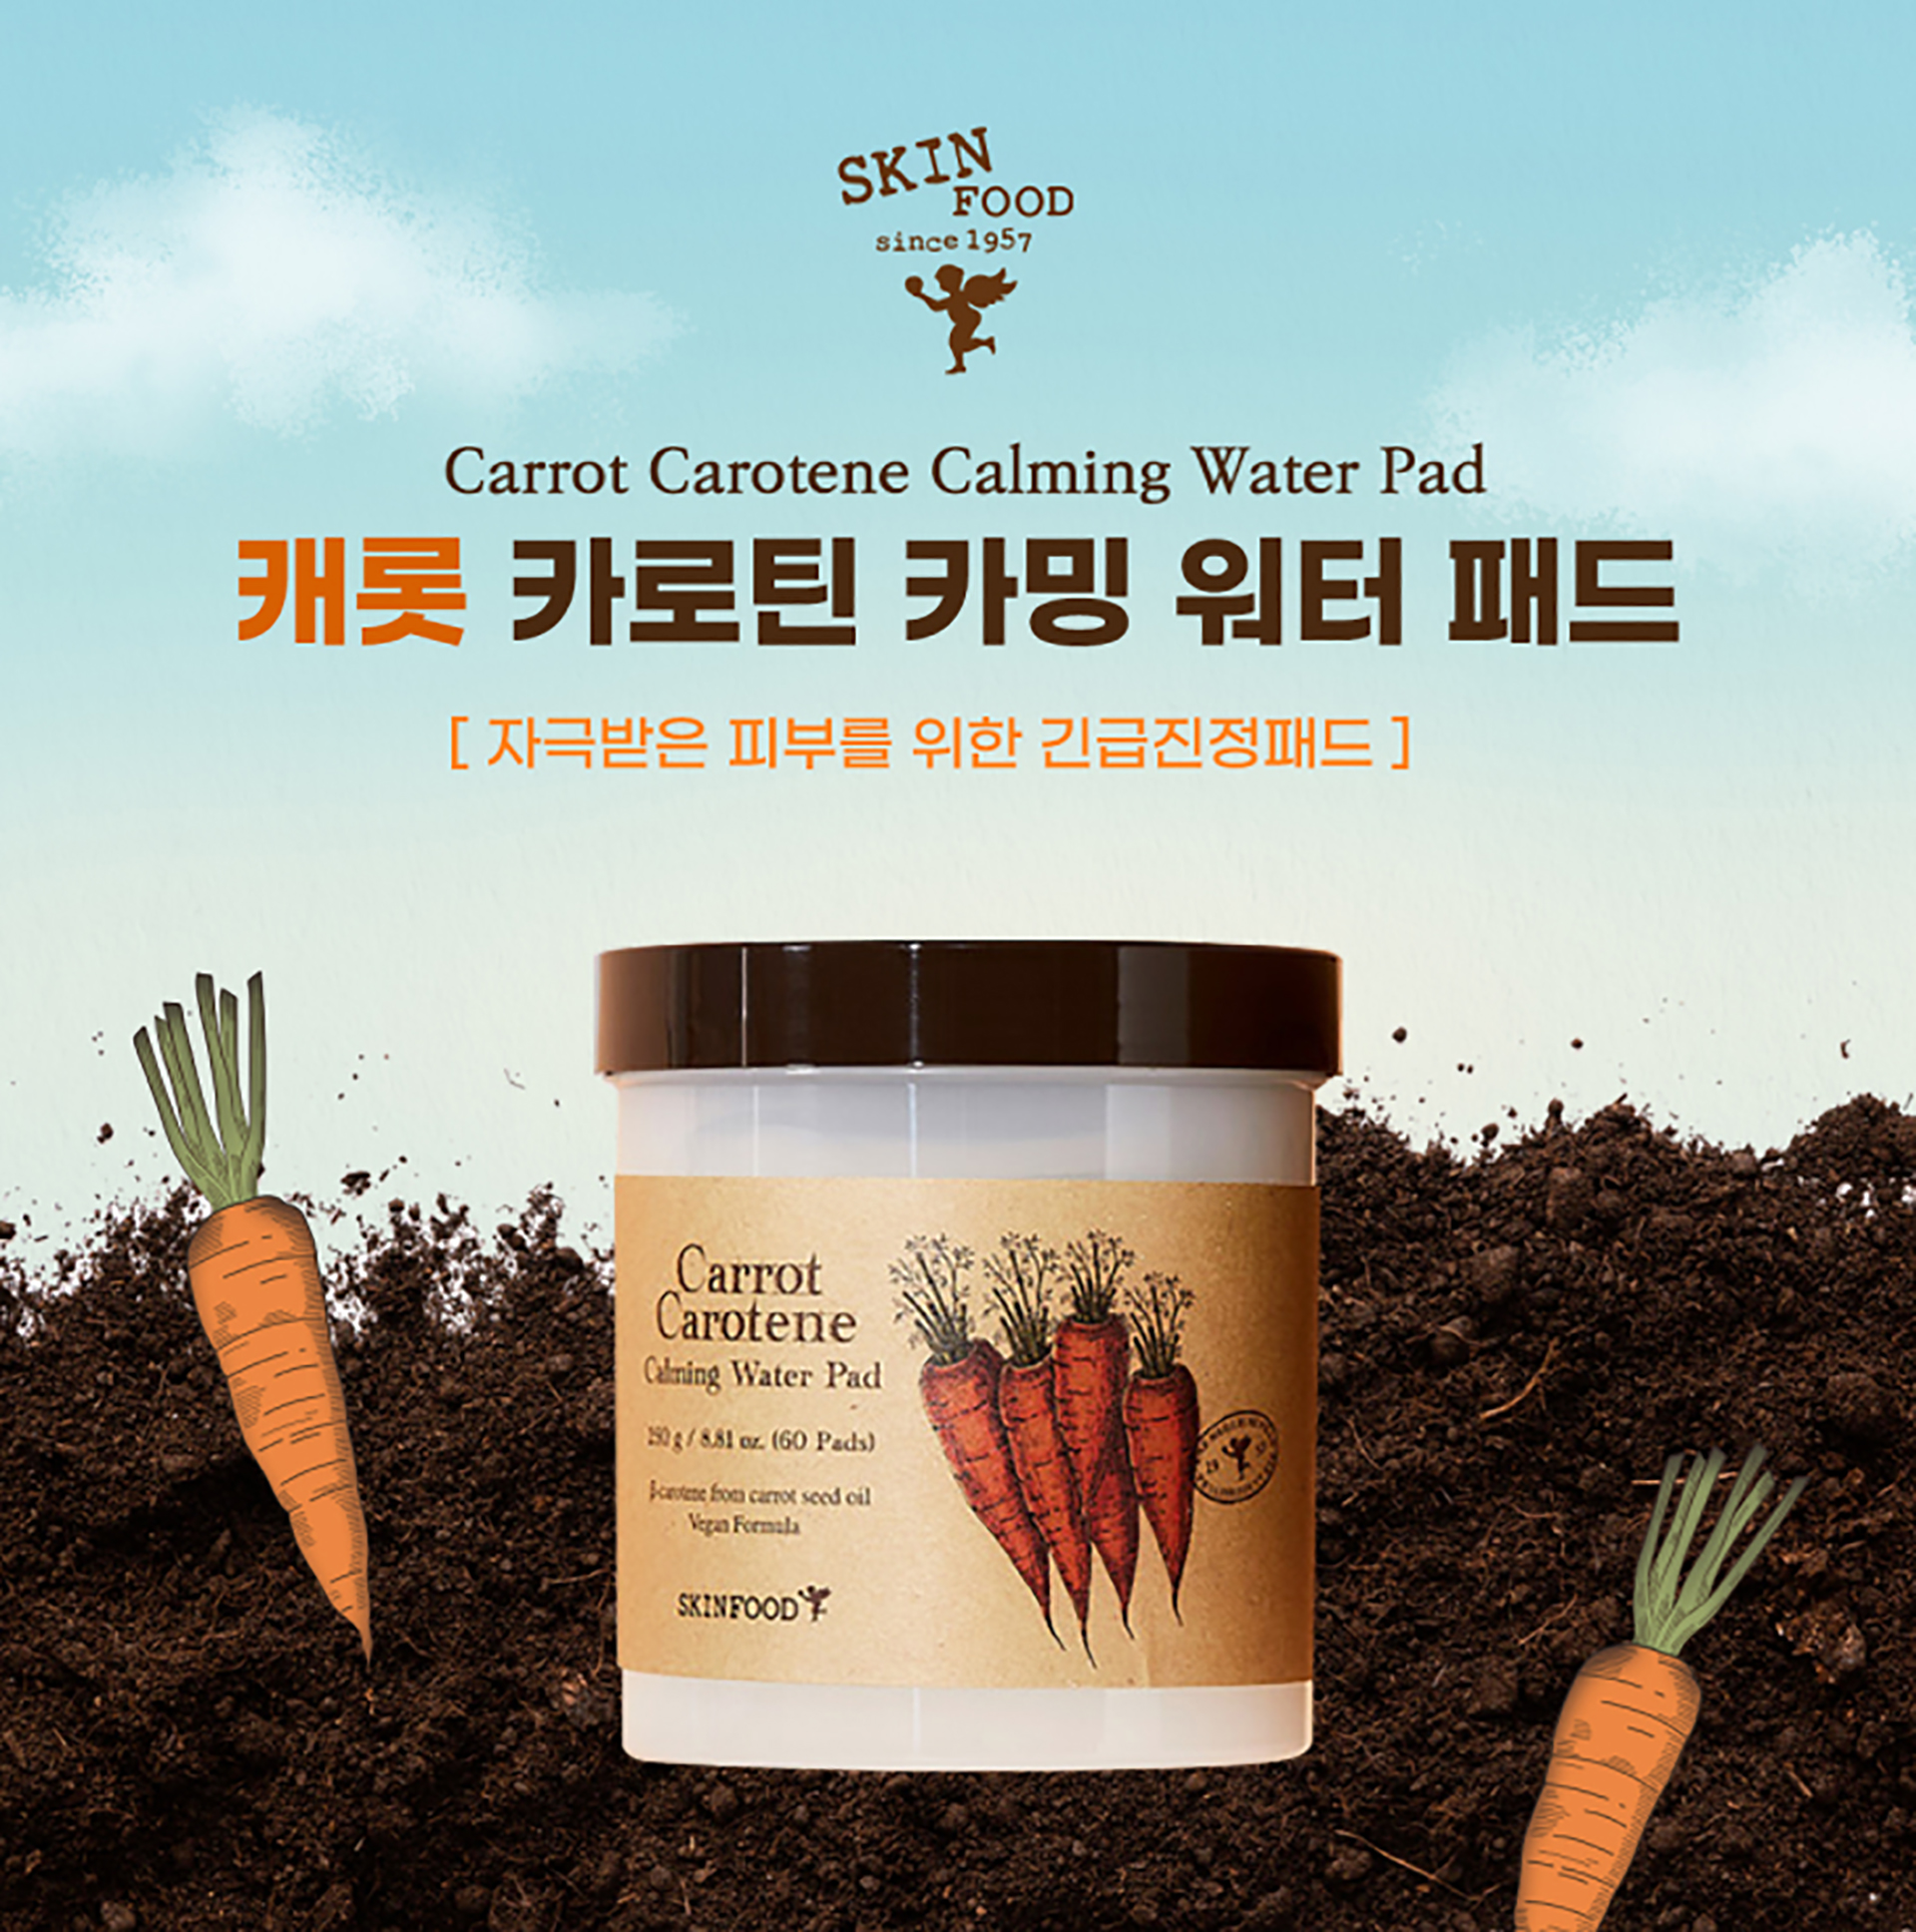 SKIN
FOOD
since 1957
Carrot Carotene Calming Water Pad
캐롯 카로틴 카밍 워터 패드
[ 자극받은 피부를 위한 긴급진정패드 ]
Carrot
Carotene
Calming Water Pad
250 g / 8.81 oz. (60 Pads)
β-carotene from carrot seed oil
Vegan Formula
SKINFOOD